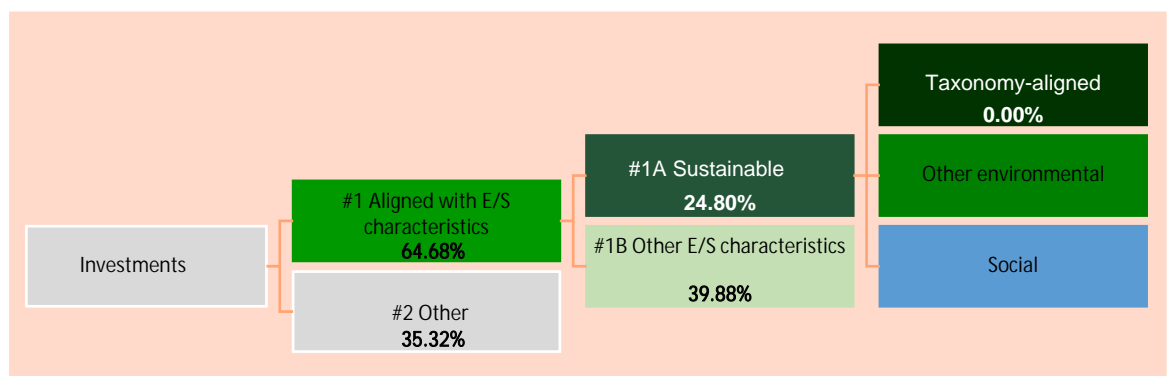 Investments
#1 Aligned with E/S
characteristics
64.68%
#2 Other
35.32%
#1A Sustainable
24.80%
#1B Other E/S characteristics
39.88%
Taxonomy-aligned
0.00%
Other environmental
Social